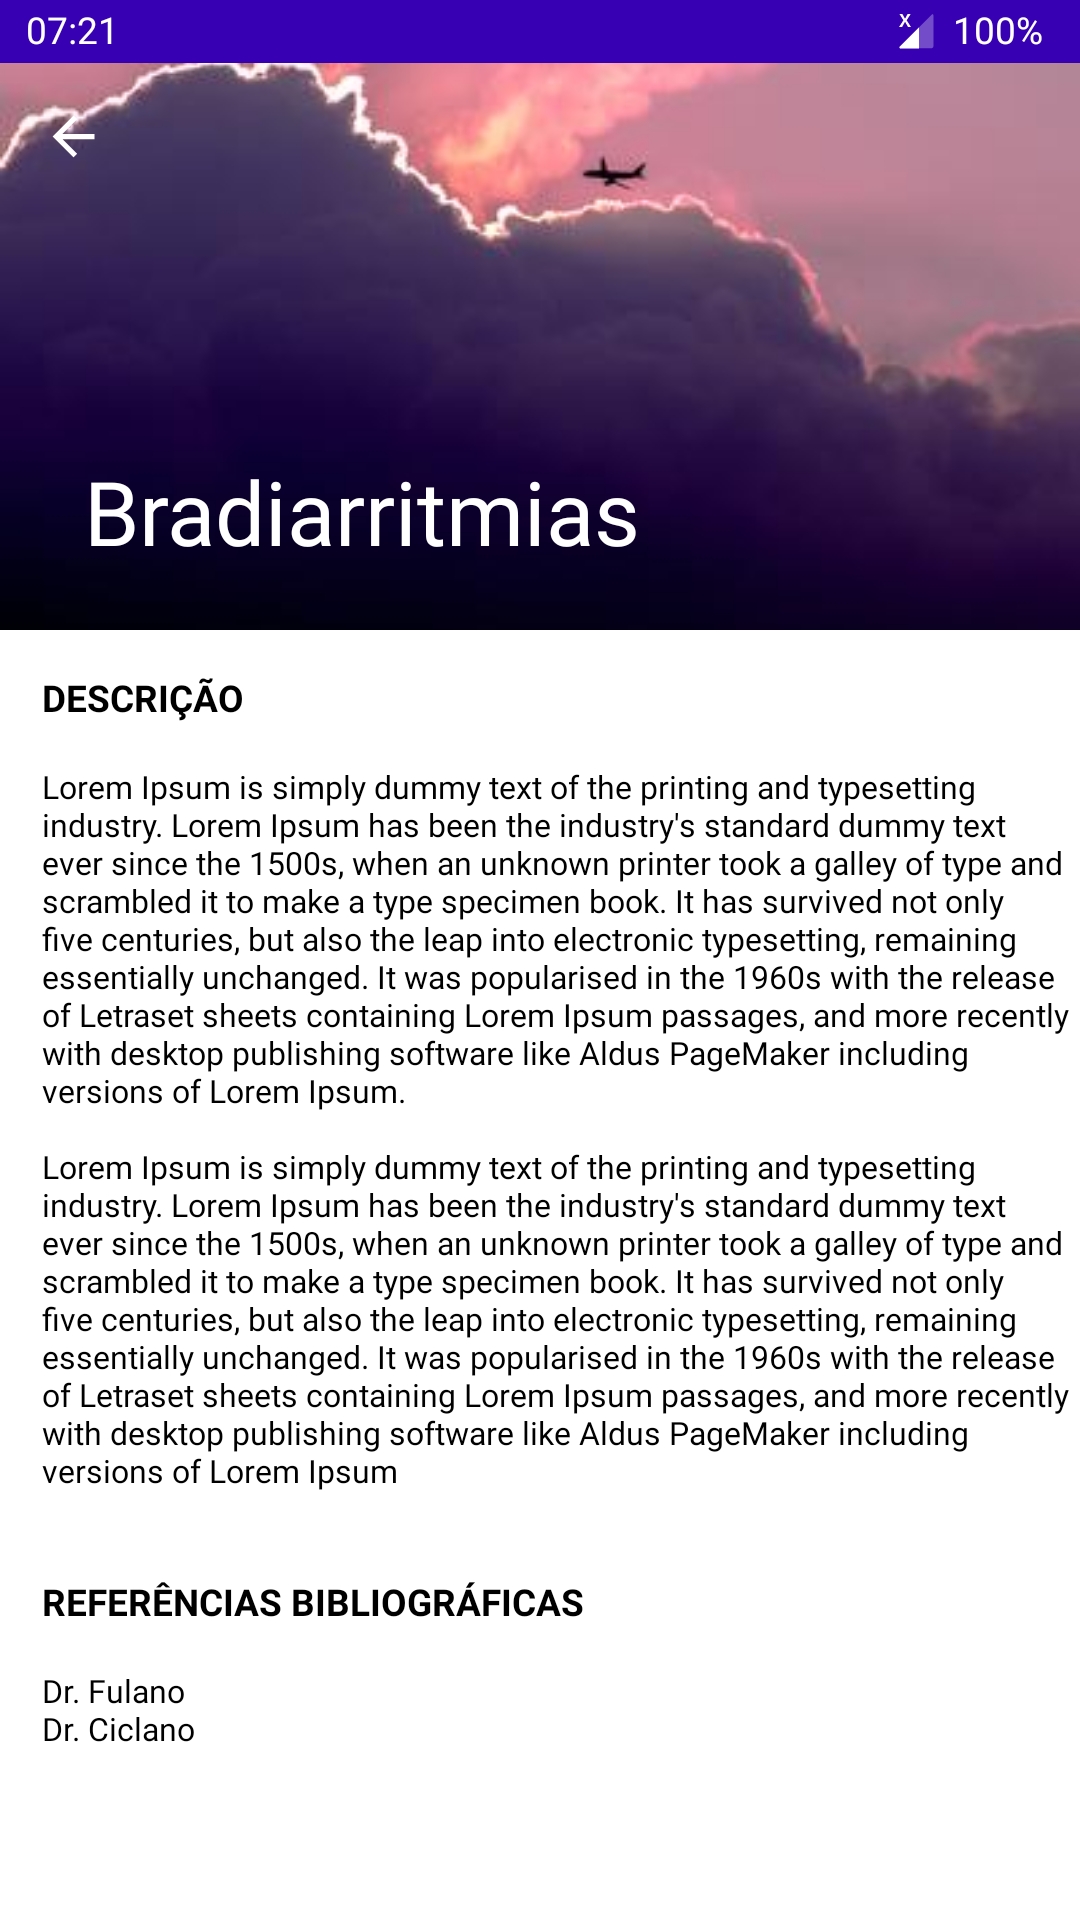 07:21
x
100%
Bradiarritmias
DESCRIÇÃO
Lorem Ipsum is simply dummy text of the printing and typesetting
industry. Lorem Ipsum has been the industry's standard dummy text
ever since the 1500s, when an unknown printer took a galley of type and
scrambled it to make a type specimen book. It has survived not only
five centuries, but also the leap into electronic typesetting, remaining
essentially unchanged. It was popularised in the 1960s with the release
of Letraset sheets containing Lorem Ipsum passages, and more recently
with desktop publishing software like Aldus PageMaker including
versions of Lorem Ipsum.
Lorem Ipsum is simply dummy text of the printing and typesetting
industry. Lorem Ipsum has been the industry's standard dummy text
ever since the 1500s, when an unknown printer took a galley of type and
scrambled it to make a type specimen book. It has survived not only
five centuries, but also the leap into electronic typesetting, remaining
essentially unchanged. It was popularised in the 1960s with the release
of Letraset sheets containing Lorem Ipsum passages, and more recently
with desktop publishing software like Aldus PageMaker including
versions of Lorem Ipsum
REFERÊNCIAS BIBLIOGRÁFICAS
Dr. Fulano
Dr. Ciclano